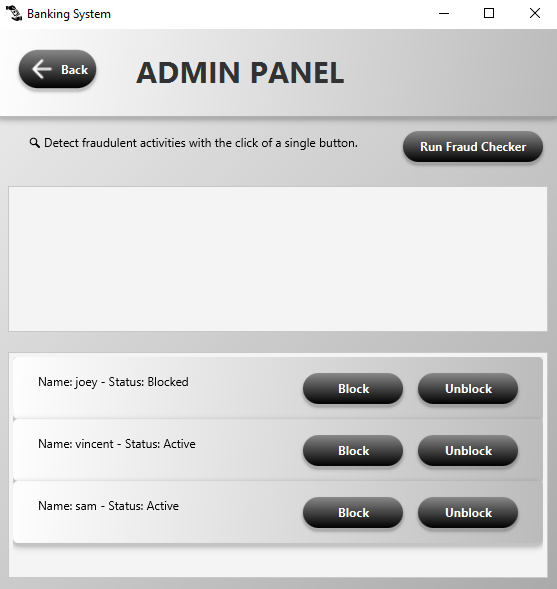 Banking System
Back
ADMIN PANEL
Detect fraudulent activities with the click of a single button.
Run Fraud Checker
Name: joey - Status: Blocked
Block
Unblock
Name: vincent - Status: Active
Block
Unblock
Name: sam - Status: Active
Block
Unblock